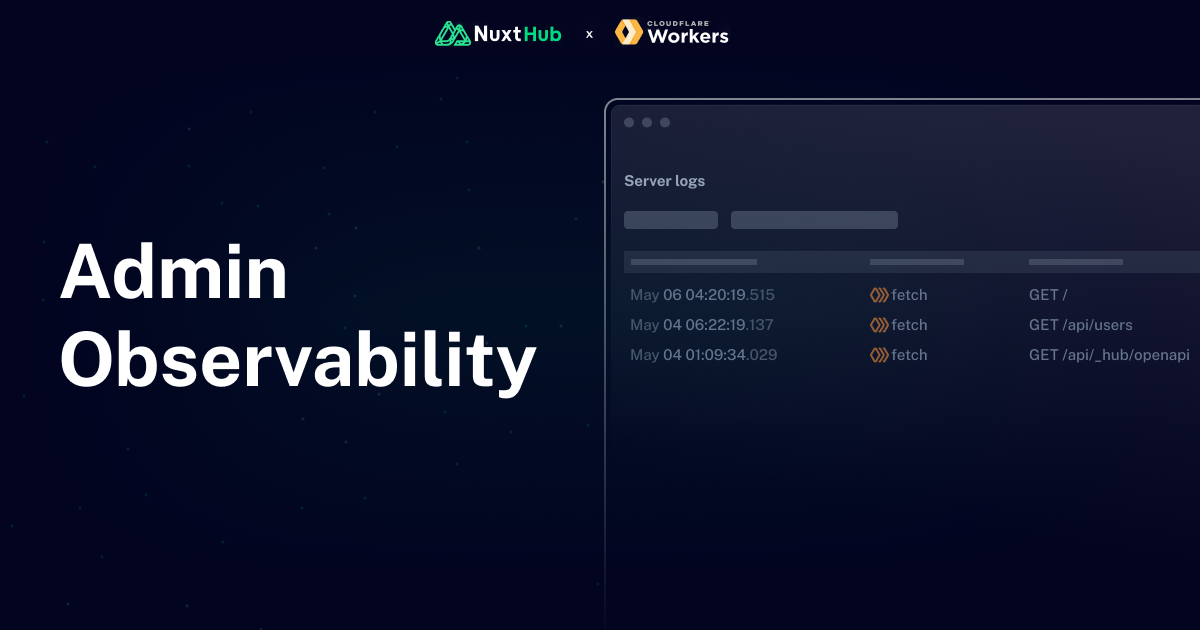 NuxtHub x CLOUDFLARE Workers
Admin
Observability
Server logs
May 06 04:20:19.515 fetch GET /
May 04 06:22:19.137 fetch GET /api/users
May 04 01:09:34.029 fetch GET /api/_hub/openapi